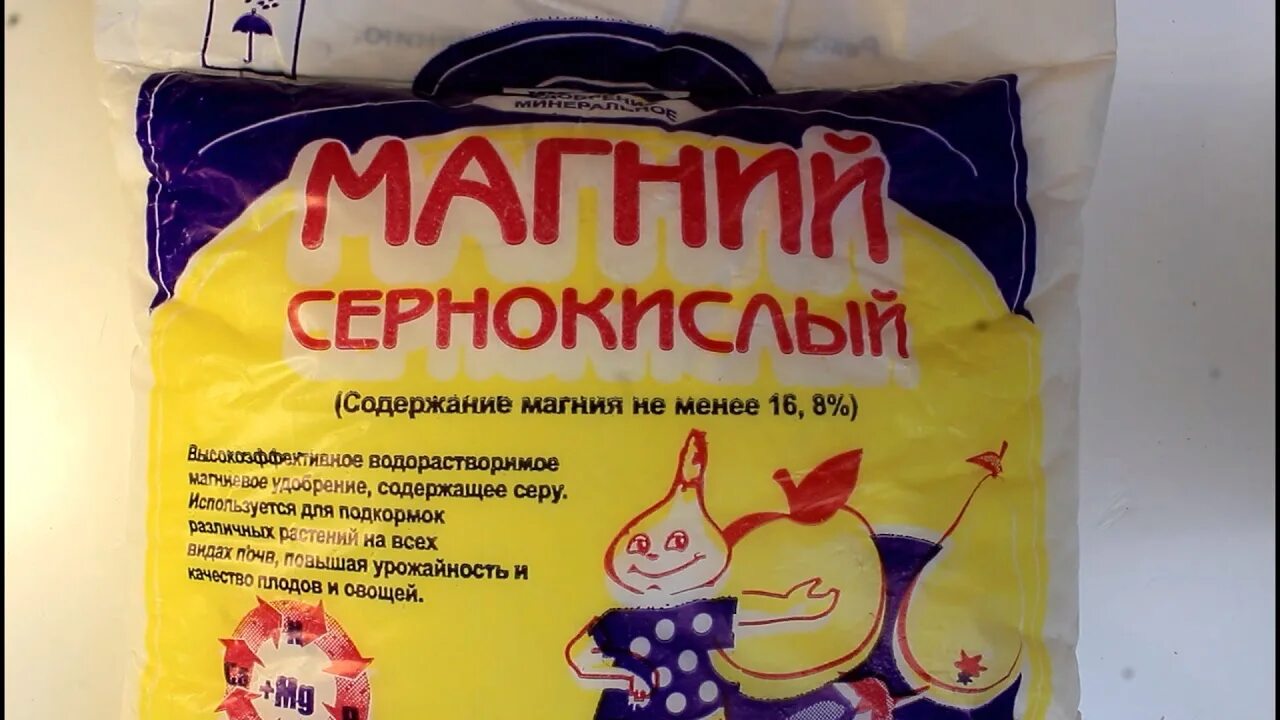 УДОБРЕНИЕ
МИНЕРАЛЬНОЕ
МАГНИЙ
СЕРНОКИСЛЫЙ
(Содержание магния не менее 16, 8%)
Высокоэффективное водорастворимое
магниевое удобрение, содержащее серу.
Используется для подкормок
различных растений на всех
видах почв, повышая урожайность и
качество плодов и овощей.
N
+Mg